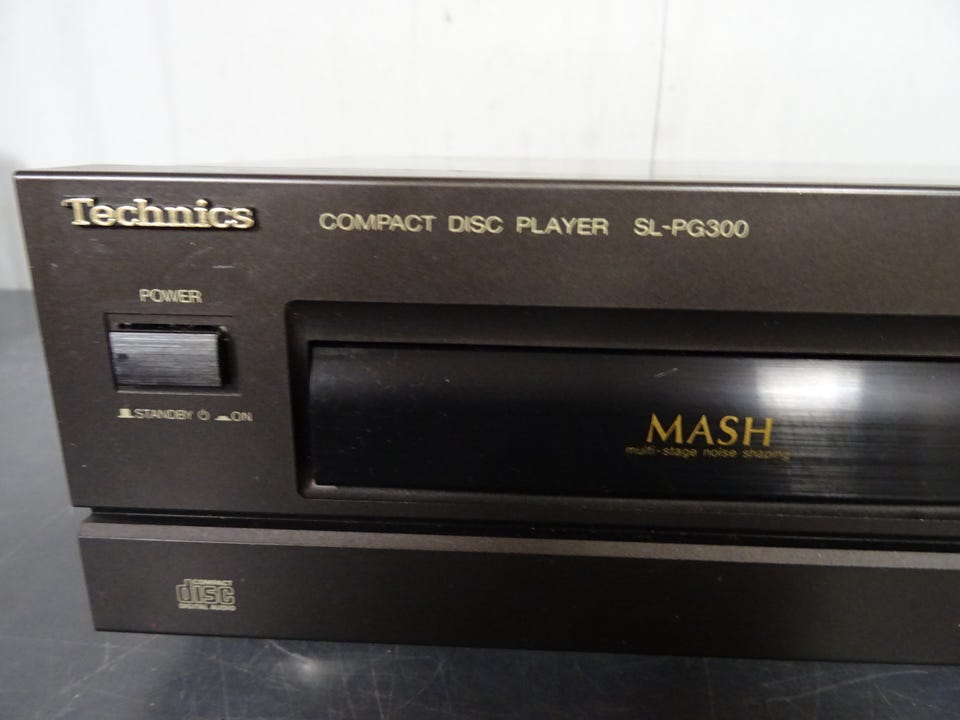 Technics
COMPACT DISC PLAYER SL-PG300
POWER
STANDBY ON
MASH
multi-stage noise shaping
COMPACT
disc
DIGITAL AUDIO